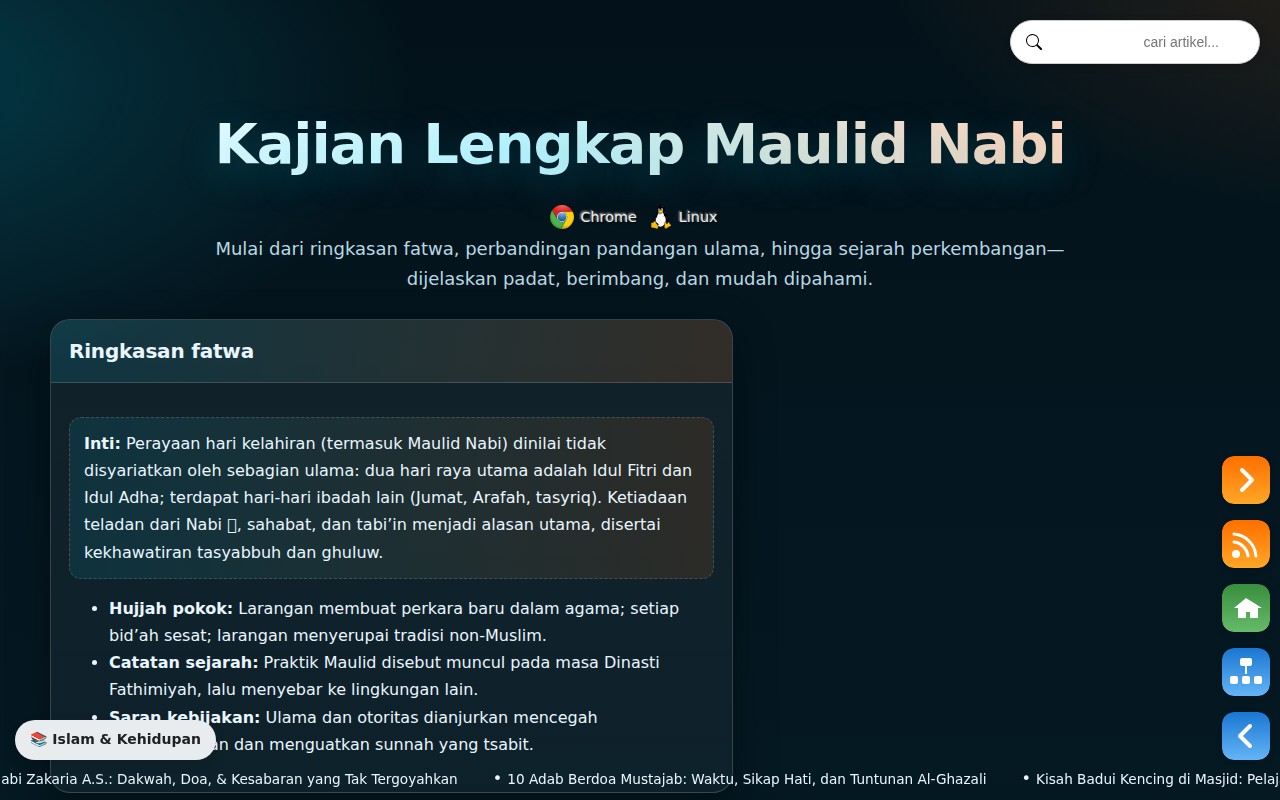 cari artikel...
Kajian Lengkap Maulid Nabi
Chrome Linux
Mulai dari ringkasan fatwa, perbandingan pandangan ulama, hingga sejarah perkembangan—
dijelaskan padat, berimbang, dan mudah dipahami.
Ringkasan fatwa
Inti: Perayaan hari kelahiran (termasuk Maulid Nabi) dinilai tidak
disyariatkan oleh sebagian ulama: dua hari raya utama adalah Idul Fitri dan
Idul Adha; terdapat hari-hari ibadah lain (Jumat, Arafah, tasyriq). Ketiadaan
teladan dari Nabi , sahabat, dan tabi’in menjadi alasan utama, disertai
kekhawatiran tasyabbuh dan ghuluw.
• Hujjah pokok: Larangan membuat perkara baru dalam agama; setiap
bid’ah sesat; larangan menyerupai tradisi non-Muslim.
• Catatan sejarah: Praktik Maulid disebut muncul pada masa Dinasti
Fathimiyah, lalu menyebar ke lingkungan lain.
• Saran kebijakan: Ulama dan otoritas dianjurkan mencegah
dan menguatkan sunnah yang tsabit.
📚 Islam & Kehidupan
abi Zakaria A.S.: Dakwah, Doa, & Kesabaran yang Tak Tergoyahkan • 10 Adab Berdoa Mustajab: Waktu, Sikap Hati, dan Tuntunan Al-Ghazali • Kisah Badui Kencing di Masjid: